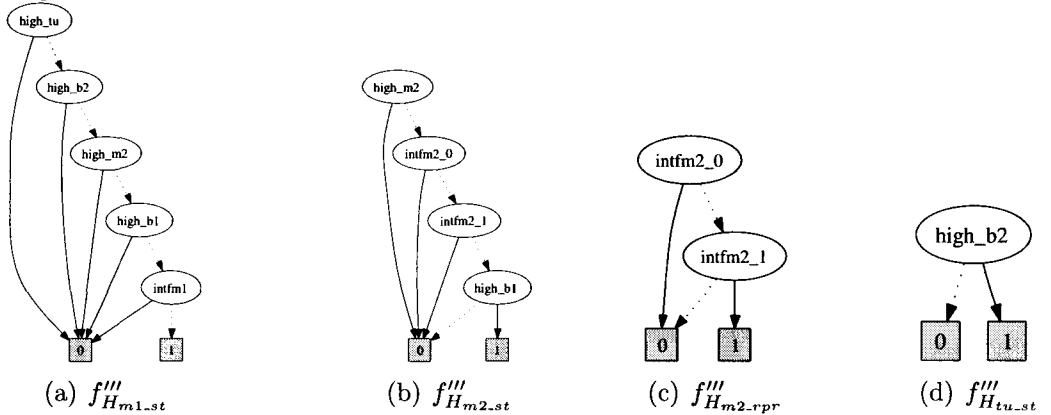 high_tu
high_b2
high_m2
high_b1
intfm1
0
1
(a) f'''_{H_{m1_st}}
high_m2
intfm2_0
intfm2_1
high_b1
0
1
(b) f'''_{H_{m2_st}}
intfm2_0
intfm2_1
0
1
(c) f'''_{H_{m2_rpr}}
high_b2
0
1
(d) f'''_{H_{tu_st}}